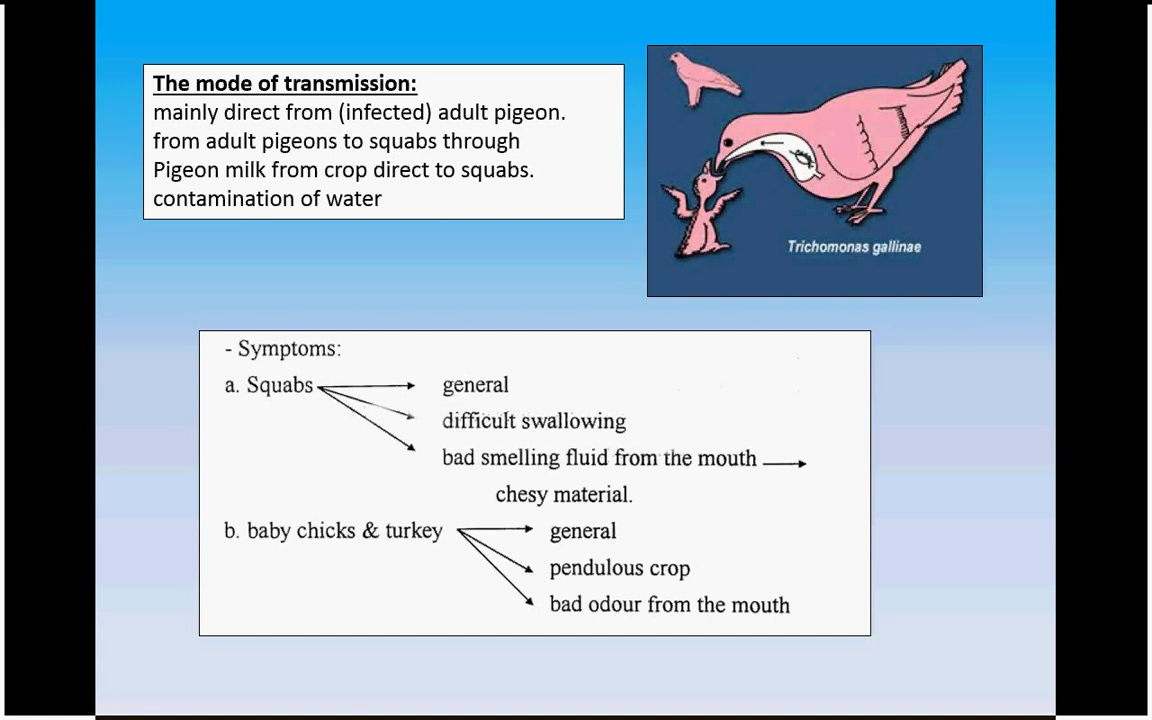 The mode of transmission:
mainly direct from (infected) adult pigeon.
from adult pigeons to squabs through
Pigeon milk from crop direct to squabs.
contamination of water
Trichomonas gallinae
- Symptoms:
a. Squabs general
difficult swallowing
bad smelling fluid from the mouth
chesy material.
b. baby chicks & turkey general
pendulous crop
bad odour from the mouth